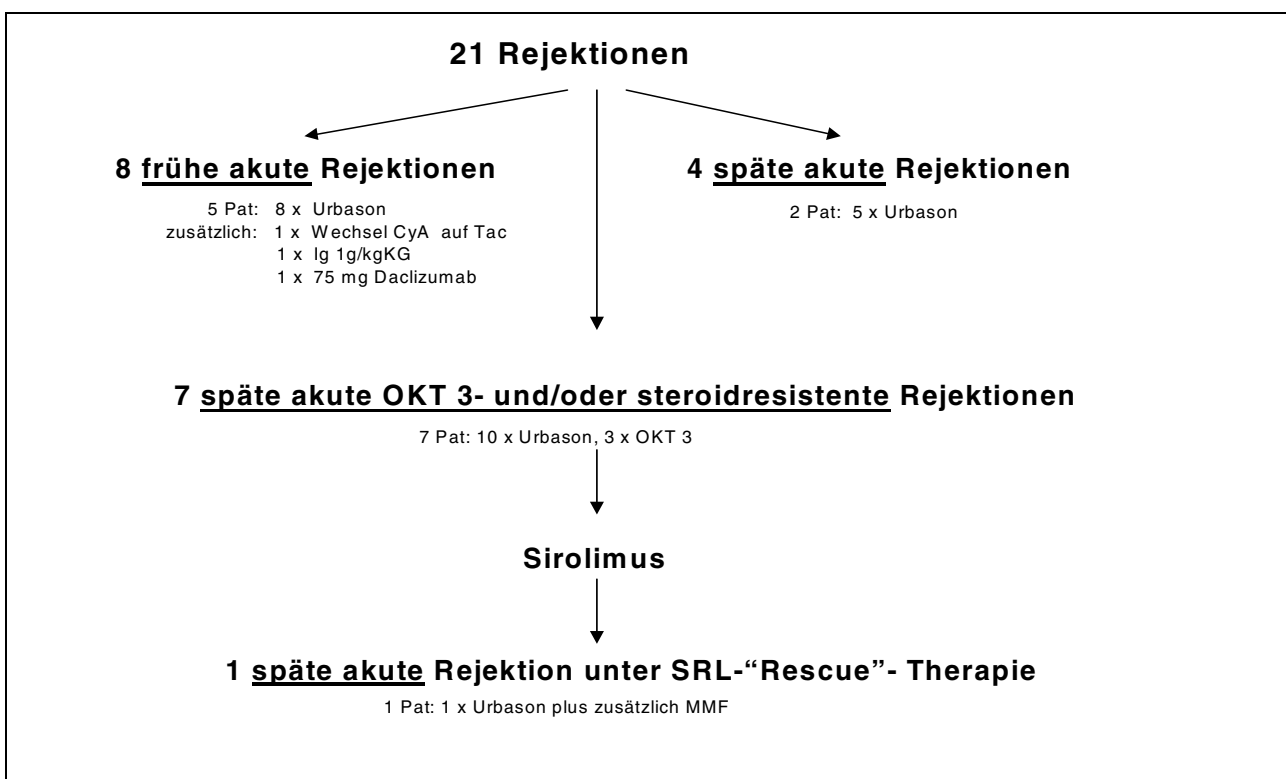 21 Rejektionen
8 frühe akute Rejektionen
5 Pat: 8 x Urbason
zusätzlich: 1 x Wechsel CyA auf Tac
1 x Ig 1g/kgKG
1 x 75 mg Daclizumab
4 späte akute Rejektionen
2 Pat: 5 x Urbason
7 späte akute OKT 3- und/oder steroidresistente Rejektionen
7 Pat: 10 x Urbason, 3 x OKT 3
Sirolimus
1 späte akute Rejektion unter SRL-“Rescue”- Therapie
1 Pat: 1 x Urbason plus zusätzlich MMF